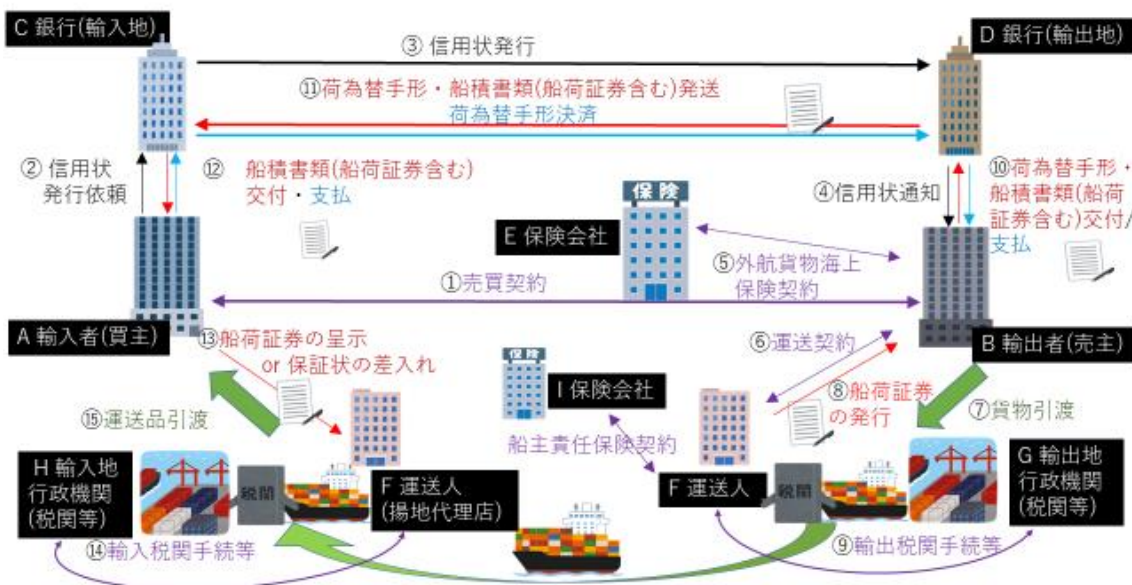 C 銀行(輸入地)
D 銀行(輸出地)
③ 信用状発行
⑪荷為替手形・船積書類(船荷証券含む)発送
荷為替手形決済
② 信用状
発行依頼
⑫ 船積書類(船荷証券含む)
交付・支払
保険
E 保険会社
④信用状通知
⑩荷為替手形・
船積書類(船荷
証券含む)交付/
支払
⑤外航貨物海上
保険契約
①売買契約
A 輸入者(買主)
B 輸出者(売主)
⑬船荷証券の呈示
or 保証状の差入れ
保険
I 保険会社
⑥運送契約
⑧船荷証券
の発行
⑦貨物引渡
⑮運送品引渡
船主責任保険契約
H 輸入地
行政機関
(税関等)
税関
F 運送人
(揚地代理店)
F 運送人
税関
G 輸出地
行政機関
(税関等)
⑭輸入税関手続等
⑨輸出税関手続等